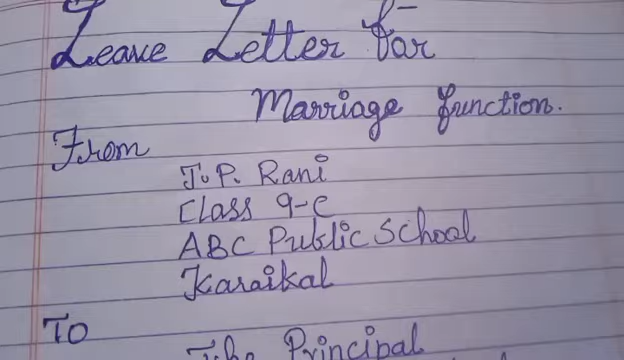 Leave Letter for
Marriage function.
From
T.P. Rani
Class 9-C
ABC Public School
Karaikal
To
The Principal